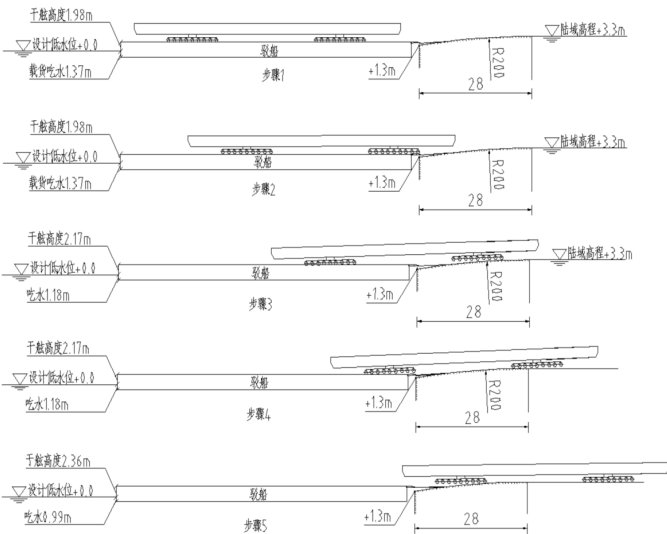 干舷高度1.98m
设计低水位+0.0
载货吃水1.37m
驳船
步骤1
+1.3m
陆域高程+3.3m
R200
28
干舷高度1.98m
设计低水位+0.0
载货吃水1.37m
驳船
步骤2
+1.3m
陆域高程+3.3m
R200
28
干舷高度2.17m
设计低水位+0.0
吃水1.18m
驳船
步骤3
+1.3m
陆域高程+3.3m
R200
28
干舷高度2.17m
设计低水位+0.0
吃水1.18m
驳船
步骤4
+1.3m
R200
28
干舷高度2.36m
设计低水位+0.0
吃水0.99m
驳船
步骤5
+1.3m
28